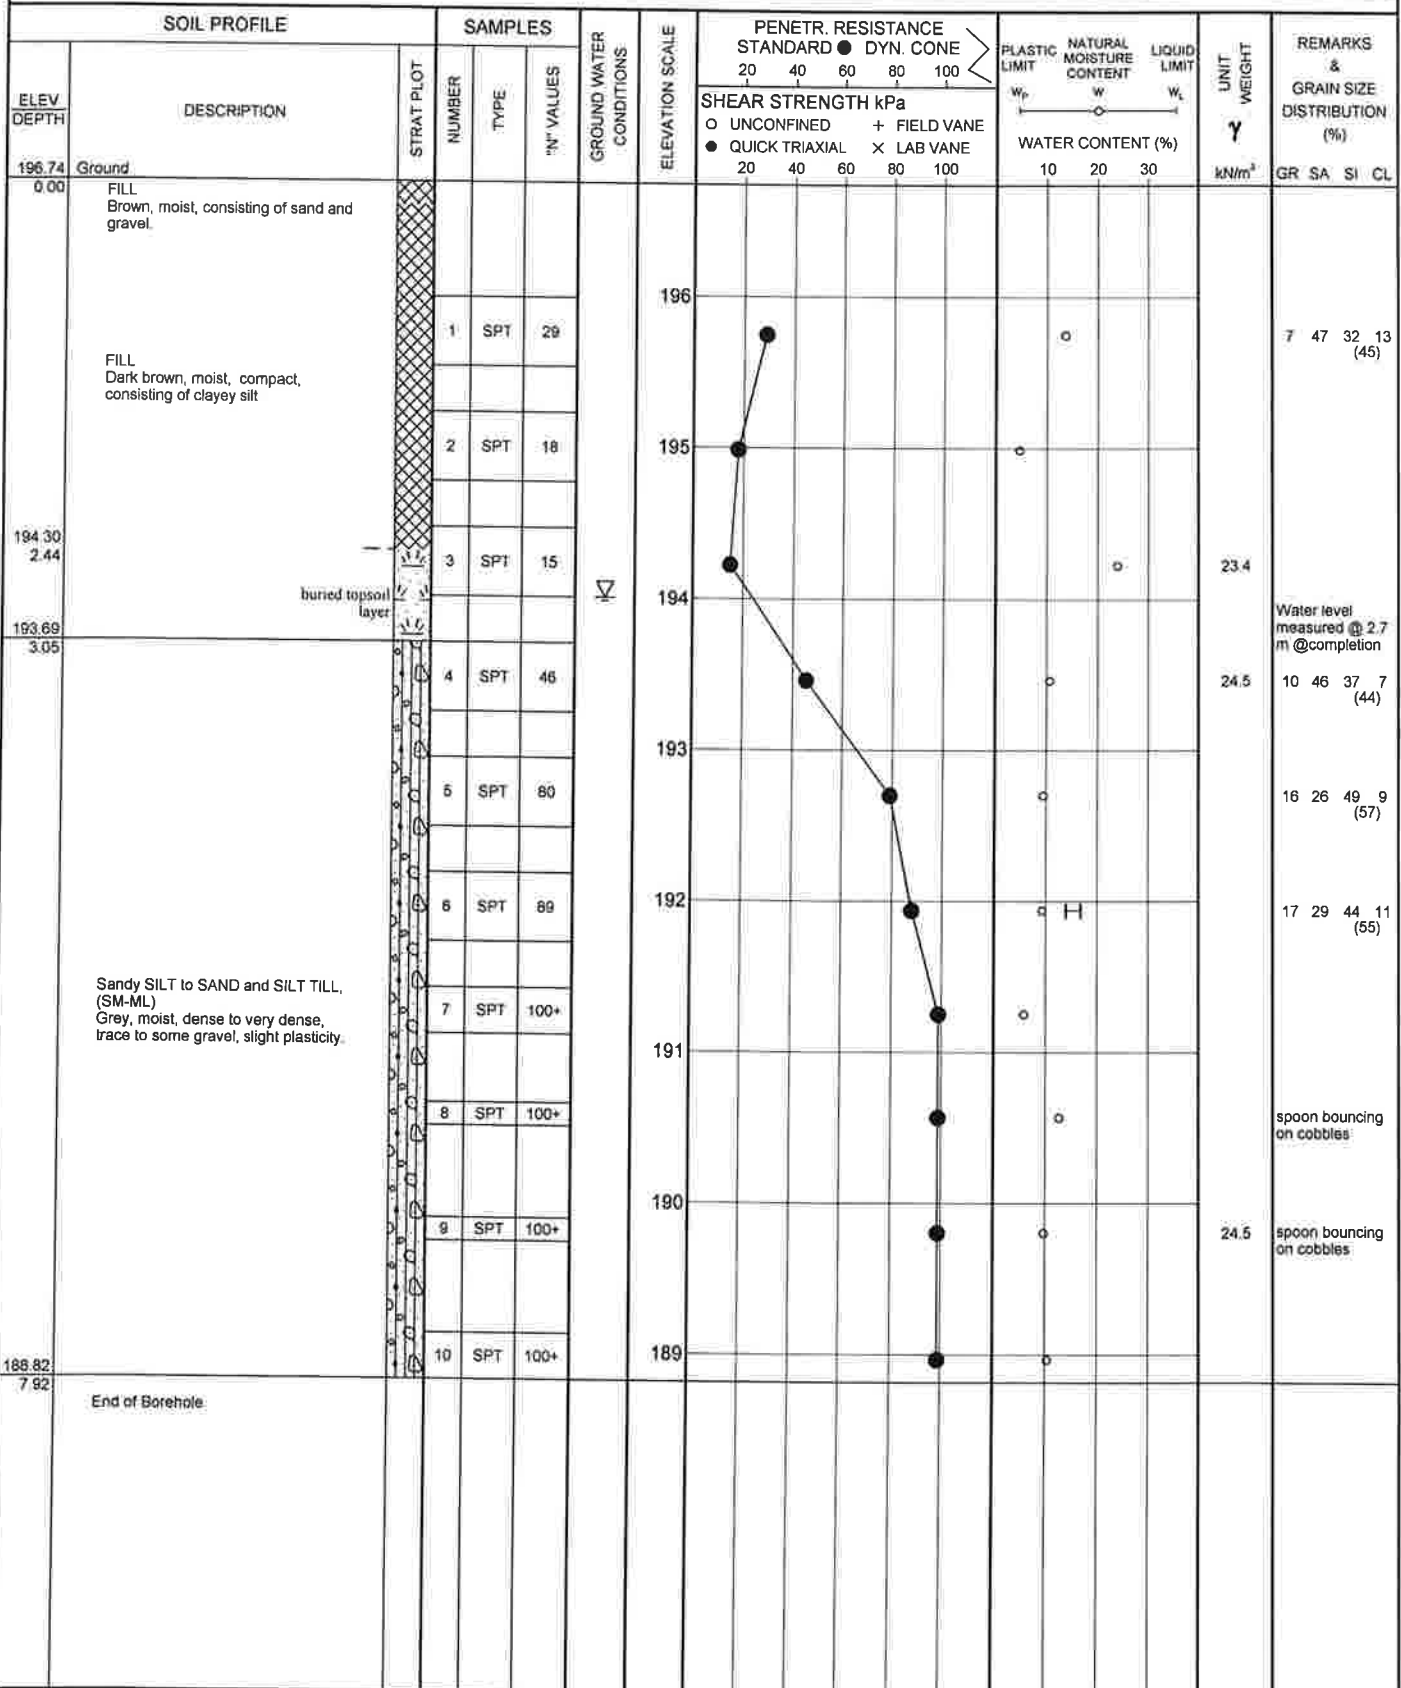 SOIL PROFILE
SAMPLES
GROUND WATER
CONDITIONS
ELEVATION SCALE
PENETR. RESISTANCE
STANDARD ● DYN. CONE
20 40 60 80 100
SHEAR STRENGTH kPa
○ UNCONFINED + FIELD VANE
● QUICK TRIAXIAL × LAB VANE
20 40 60 80 100
PLASTIC
LIMIT
NATURAL
MOISTURE
CONTENT
LIQUID
LIMIT
WP W WL
WATER CONTENT (%)
10 20 30
UNIT
WEIGHT
γ
kN/m³
REMARKS
&
GRAIN SIZE
DISTRIBUTION
(%)
GR SA SI CL
ELEV
DEPTH
DESCRIPTION
STRAT PLOT
NUMBER
TYPE
"N" VALUES
196.74 Ground
0.00
FILL
Brown, moist, consisting of sand and
gravel.
196
1 SPT 29
7 47 32 13
(45)
FILL
Dark brown, moist, compact,
consisting of clayey silt
2 SPT 18
195
194.30
2.44
3 SPT 15
23.4
buried topsoil
layer
194
Water level
measured @ 2.7
m @completion
193.69
3.05
4 SPT 46
24.5
10 46 37 7
(44)
193
5 SPT 80
16 26 49 9
(57)
192
6 SPT 89
17 29 44 11
(55)
Sandy SILT to SAND and SILT TILL,
(SM-ML)
Grey, moist, dense to very dense,
trace to some gravel, slight plasticity.
7 SPT 100+
191
8 SPT 100+
spoon bouncing
on cobbles
190
9 SPT 100+
24.5
spoon bouncing
on cobbles
10 SPT 100+
189
188.82
7.92
End of Borehole